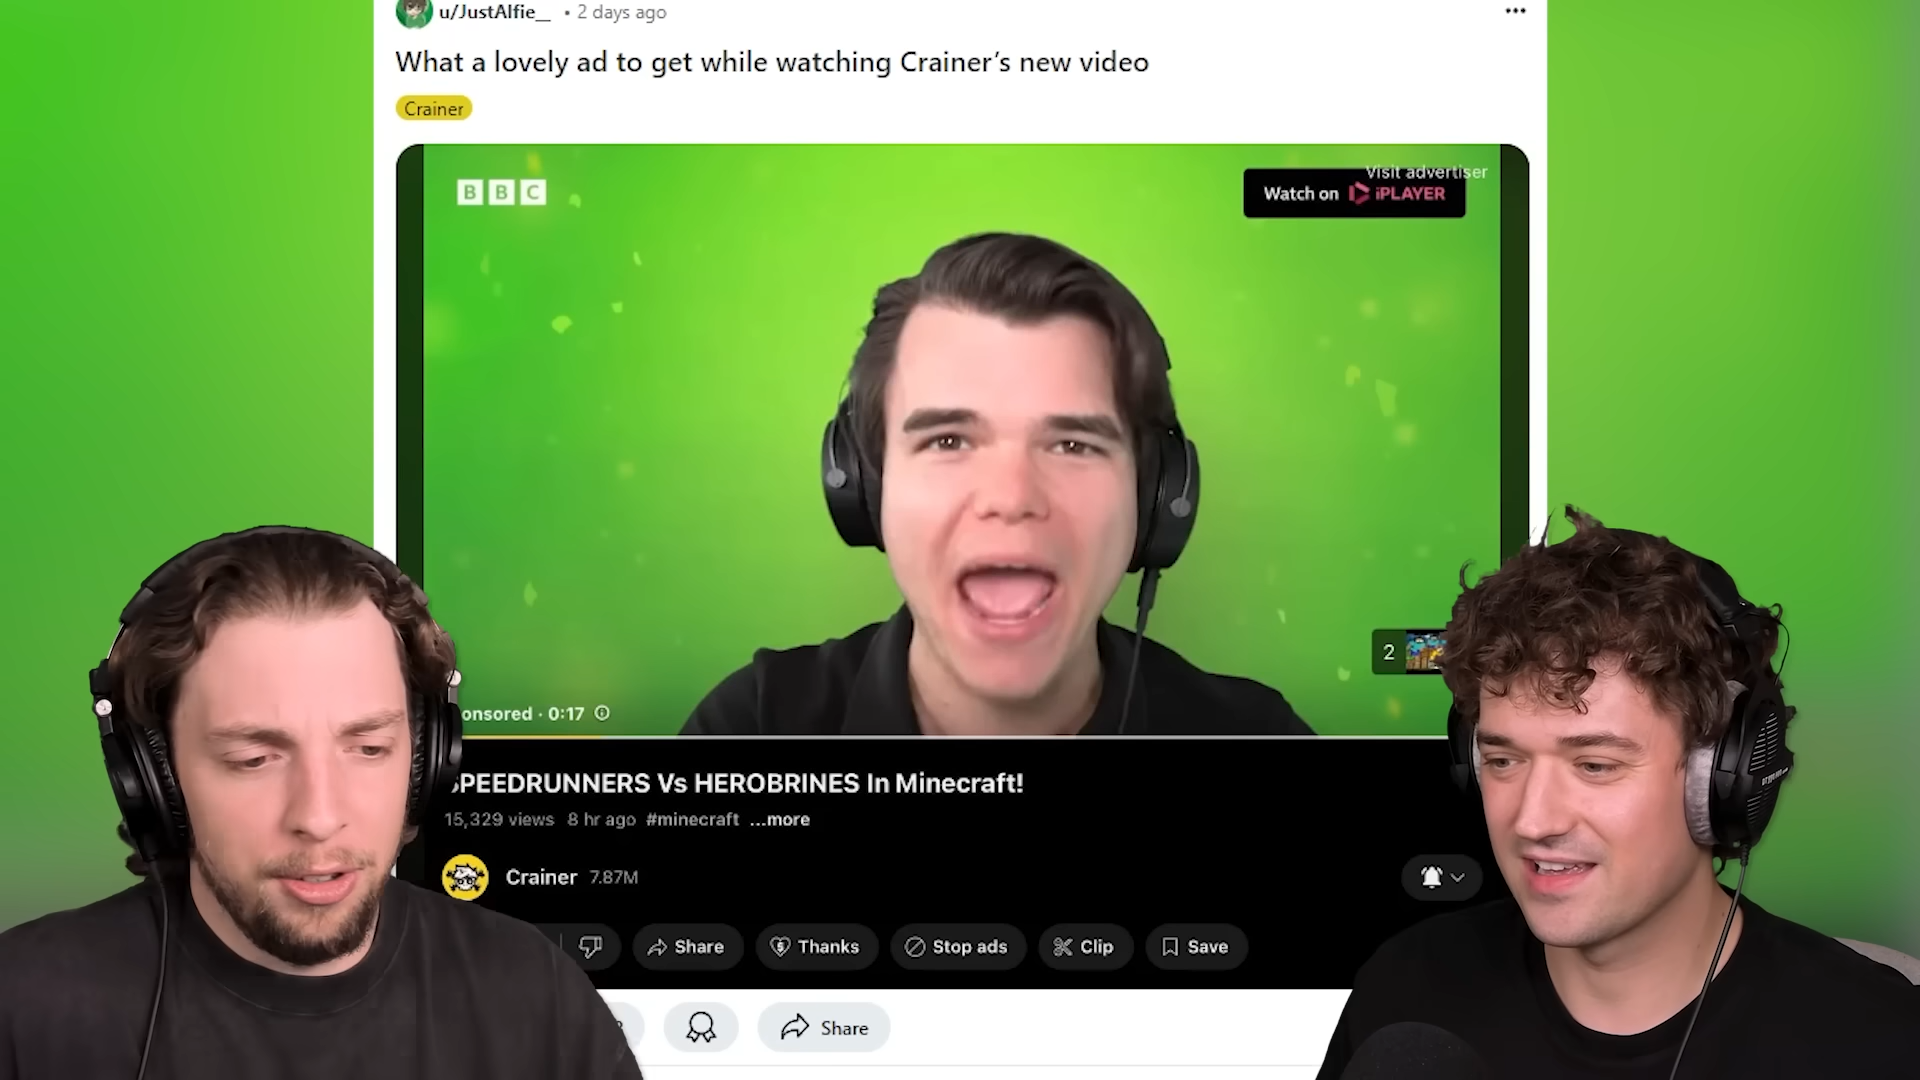 u/JustAlfie__ • 2 days ago
What a lovely ad to get while watching Crainer's new video
Crainer
BBC
Visit advertiser
Watch on iPLAYER
2
onsored · 0:17
SPEEDRUNNERS Vs HEROBRINES In Minecraft!
15,329 views 8 hr ago #minecraft ...more
Crainer 7.87M
Share
Thanks
Stop ads
Clip
Save
Share